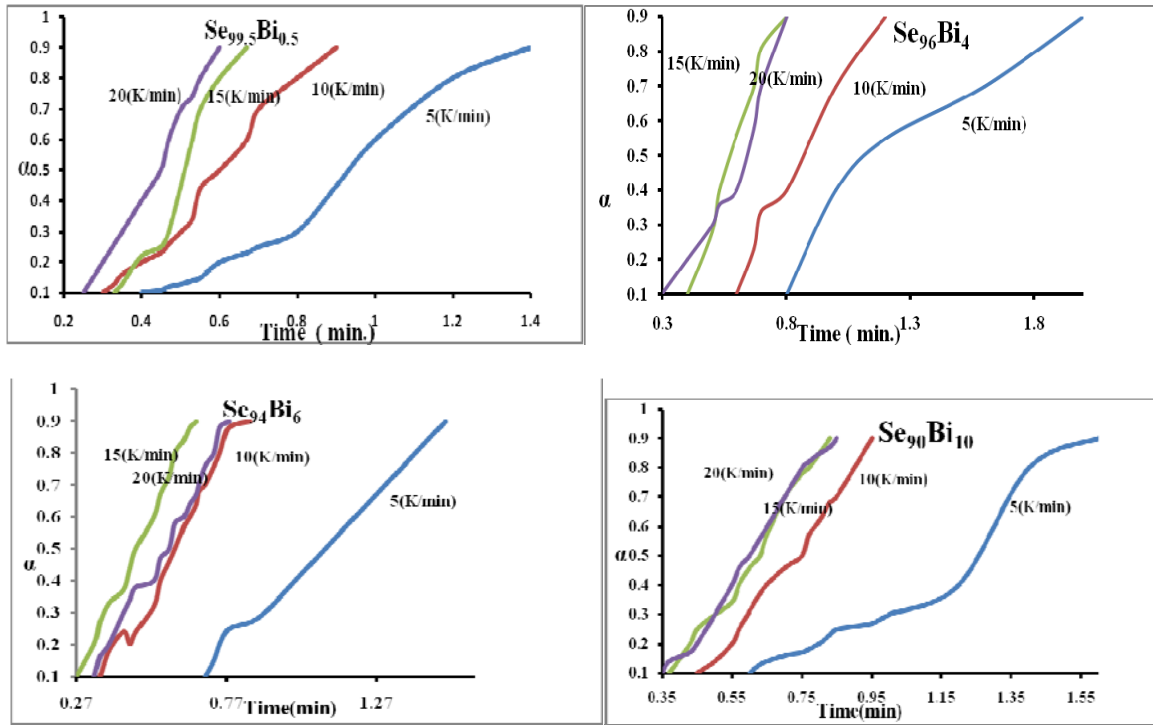 Se99.5Bi0.5
1
0.9
0.8
0.7
0.6
0.5
0.4
0.3
0.2
0.1
α
20(K/min)
15(K/min)
10(K/min)
5(K/min)
0.2 0.4 0.6 0.8 1 1.2 1.4
Time ( min.)
Se96Bi4
0.9
0.8
0.7
0.6
0.5
0.4
0.3
0.2
0.1
α
15(K/min)
20(K/min)
10(K/min)
5(K/min)
0.3 0.8 1.3 1.8
Time ( min.)
Se94Bi6
1
0.9
0.8
0.7
0.6
0.5
0.4
0.3
0.2
0.1
α
15(K/min)
20(K/min)
10(K/min)
5(K/min)
0.27 0.77 1.27
Time(min)
Se90Bi10
1
0.9
0.8
0.7
0.6
0.5
0.4
0.3
0.2
0.1
α
20(K/min)
15(K/min)
10(K/min)
5(K/min)
0.35 0.55 0.75 0.95 1.15 1.35 1.55
Time(min)